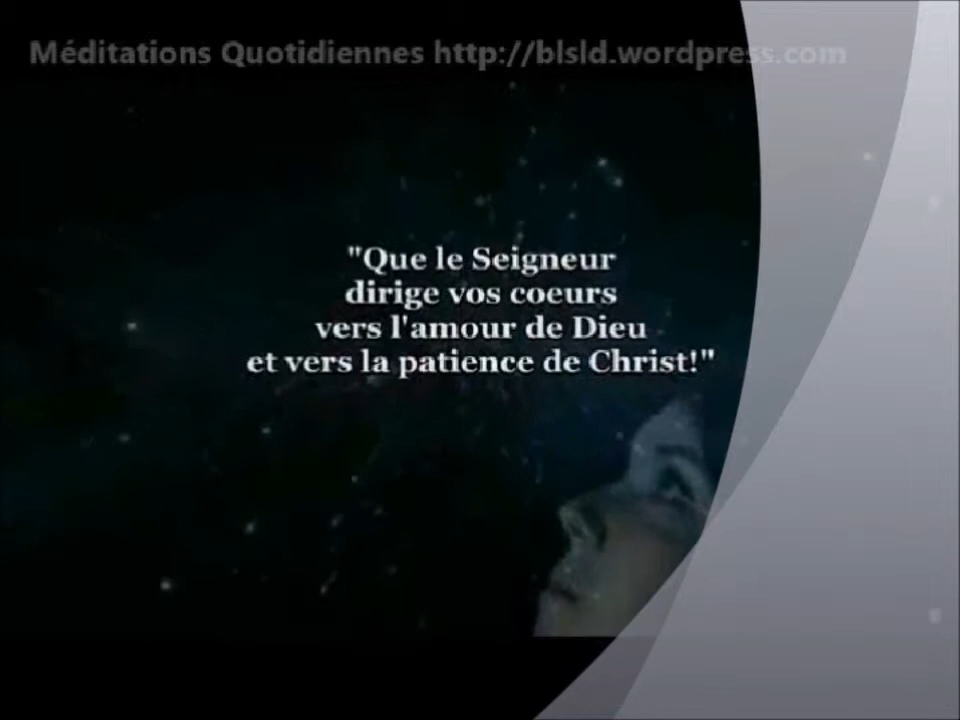 Méditations Quotidiennes http://blsld.wordpress.com
"Que le Seigneur
dirige vos coeurs
vers l'amour de Dieu
et vers la patience de Christ!"